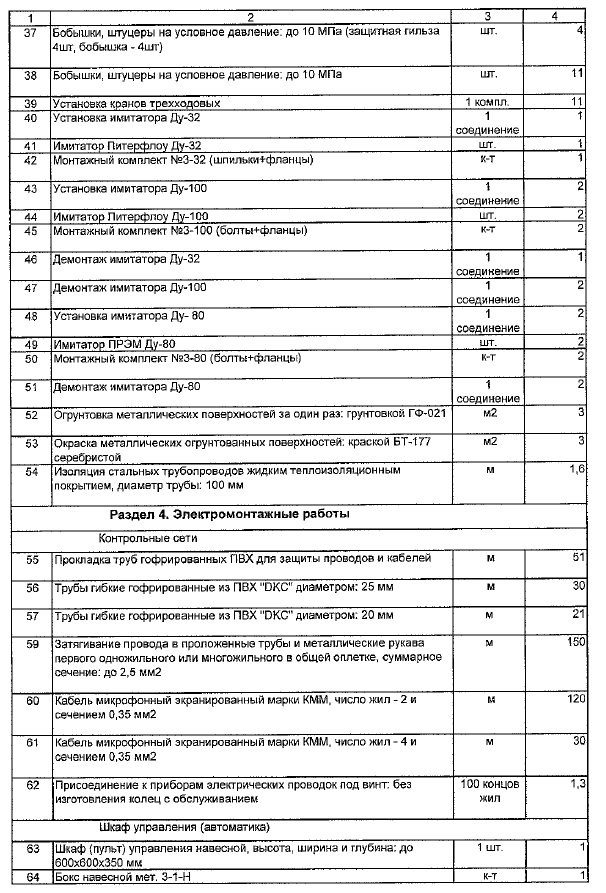 1 2 3 4
37 Бобышки, штуцеры на условное давление: до 10 МПа (защитная гильза шт. 4
4шт, бобышка - 4шт)
38 Бобышки, штуцеры на условное давление: до 10 МПа шт. 11
39 Установка кранов трехходовых 1 компл. 11
40 Установка имитатора Ду-32 1 1
соединение
41 Имитатор Питерфлоу Ду-32 шт. 1
42 Монтажный комплект №3-32 (шпильки+фланцы) к-т 1
43 Установка имитатора Ду-100 1 2
соединение
44 Имитатор Питерфлоу Ду-100 шт. 2
45 Монтажный комплект №3-100 (болты+фланцы) к-т 2
46 Демонтаж имитатора Ду-32 1 1
соединение
47 Демонтаж имитатора Ду-100 1 2
соединение
48 Установка имитатора Ду- 80 1 2
соединение
49 Имитатор ПРЭМ Ду-80 шт. 2
50 Монтажный комплект №3-80 (болты+фланцы) к-т 2
51 Демонтаж имитатора Ду-80 1 2
соединение
52 Огрунтовка металлических поверхностей за один раз: грунтовкой ГФ-021 м2 3
53 Окраска металлических огрунтованных поверхностей: краской БТ-177 м2 3
серебристой
54 Изоляция стальных трубопроводов жидким теплоизоляционным м 1,6
покрытием, диаметр трубы: 100 мм
Раздел 4. Электромонтажные работы
Контрольные сети
55 Прокладка труб гофрированных ПВХ для защиты проводов и кабелей м 51
56 Трубы гибкие гофрированные из ПВХ "DKC" диаметром: 25 мм м 30
57 Трубы гибкие гофрированные из ПВХ "DKC" диаметром: 20 мм м 21
59 Затягивание провода в проложенные трубы и металлические рукава м 150
первого одножильного или многожильного в общей оплетке, суммарное
сечение: до 2,5 мм2
60 Кабель микрофонный экранированный марки КММ, число жил - 2 и м 120
сечением 0,35 мм2
61 Кабель микрофонный экранированный марки КММ, число жил - 4 и м 30
сечением 0,35 мм2
62 Присоединение к приборам электрических проводок под винт: без 100 концов 1,3
изготовления колец с обслуживанием жил
Шкаф управления (автоматика)
63 Шкаф (пульт) управления навесной, высота, ширина и глубина: до 1 шт. 1
600х600х350 мм
64 Бокс навесной мет. 3-1-Н к-т 1